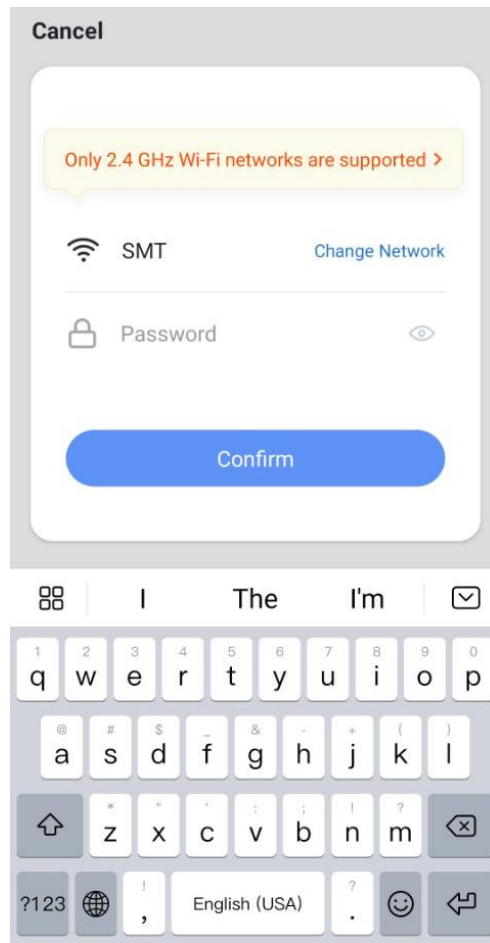 Cancel
Only 2.4 GHz Wi-Fi networks are supported >
SMT Change Network
Password
Confirm
I The I'm
1 2 3 4 5 6 7 8 9 0
q w e r t y u i o p
@ # $ _ & - + ( )
a s d f g h j k l
* " ' : ; ! ?
z x c v b n m
! ?
?123 , English (USA) .